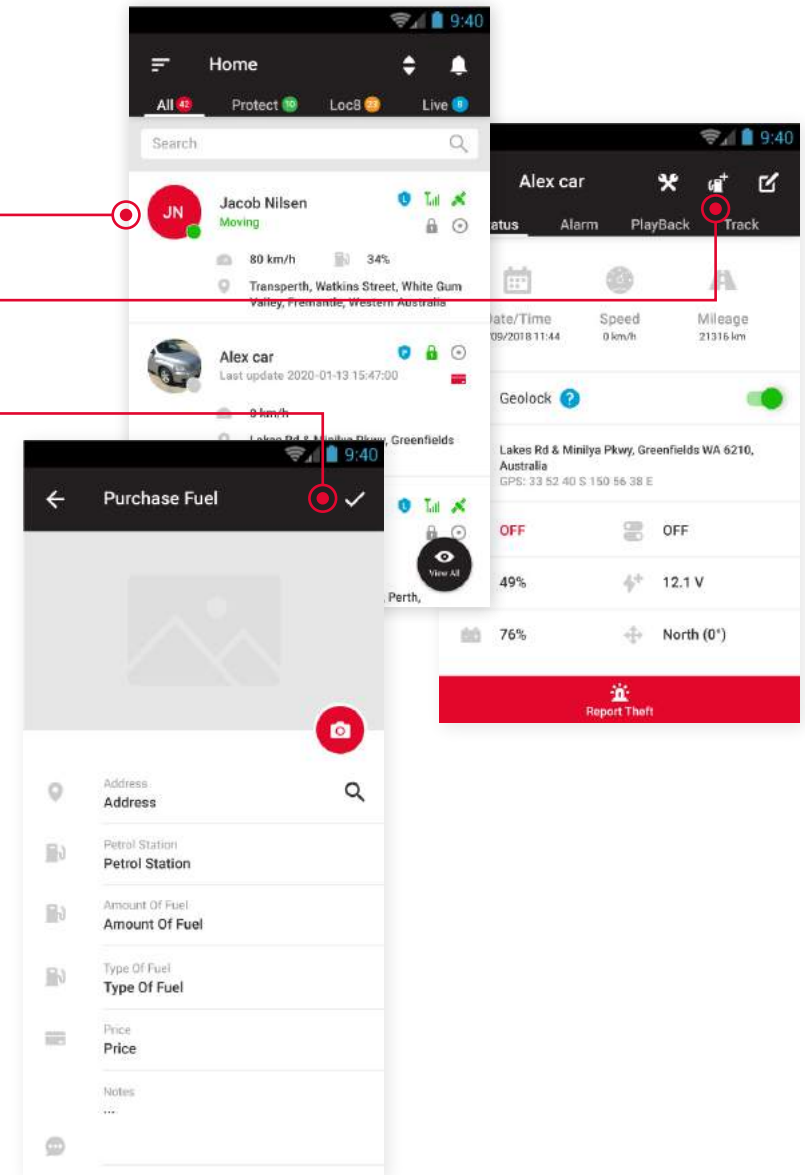 9:40
Home
All 42
Protect 10
Loc8 23
Live 8
Search
JN
Jacob Nilsen
Moving
80 km/h
34%
Transperth, Watkins Street, White Gum
Valley, Fremantle, Western Australia
Alex car
Last update 2020-01-13 15:47:00
0 km/h
Lakes Rd & Minilya Pkwy, Greenfields
View All
Perth,
9:40
Alex car
atus
Alarm
PlayBack
Track
Date/Time
Speed
Mileage
/09/2018 11:44
0 km/h
21316 km
Geolock ?
Lakes Rd & Minilya Pkwy, Greenfields WA 6210,
Australia
GPS: 33 52 40 S 150 56 38 E
OFF
OFF
49%
12.1 V
76%
North (0°)
Report Theft
9:40
Purchase Fuel
Address
Address
Petrol Station
Petrol Station
Amount Of Fuel
Amount Of Fuel
Type Of Fuel
Type Of Fuel
Price
Price
Notes
...